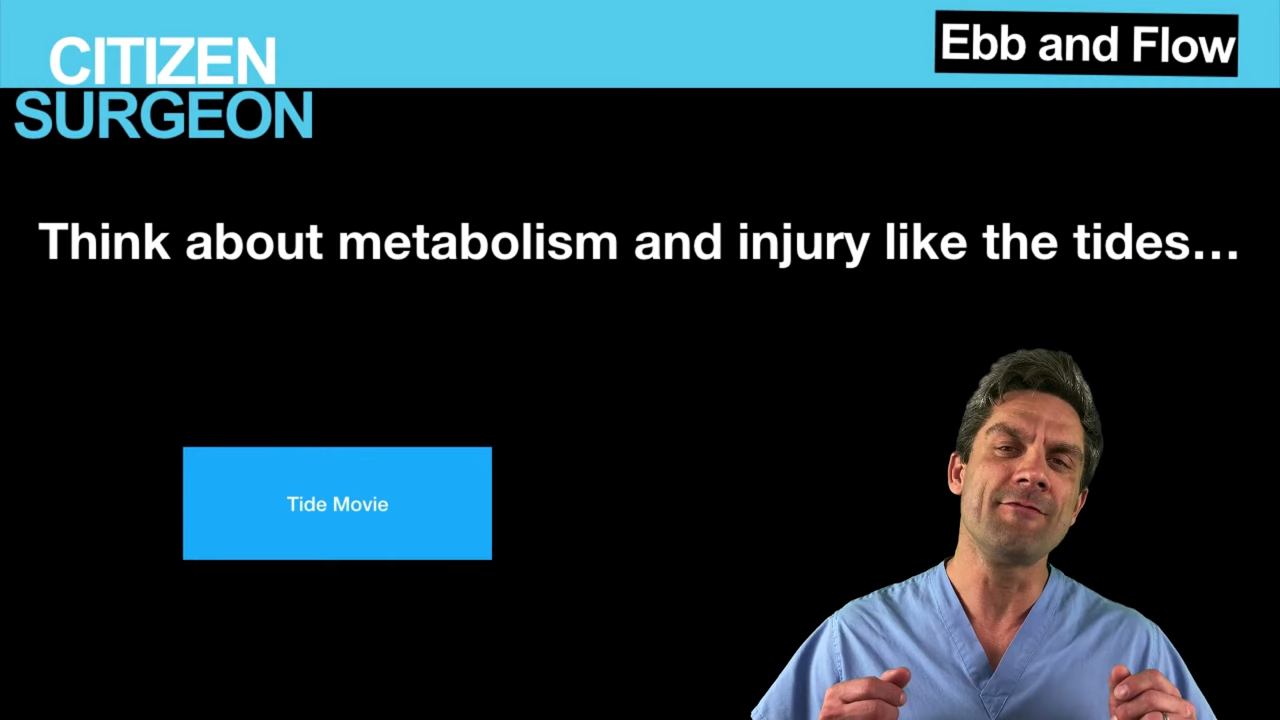 CITIZEN
SURGEON
Ebb and Flow
Think about metabolism and injury like the tides...
Tide Movie